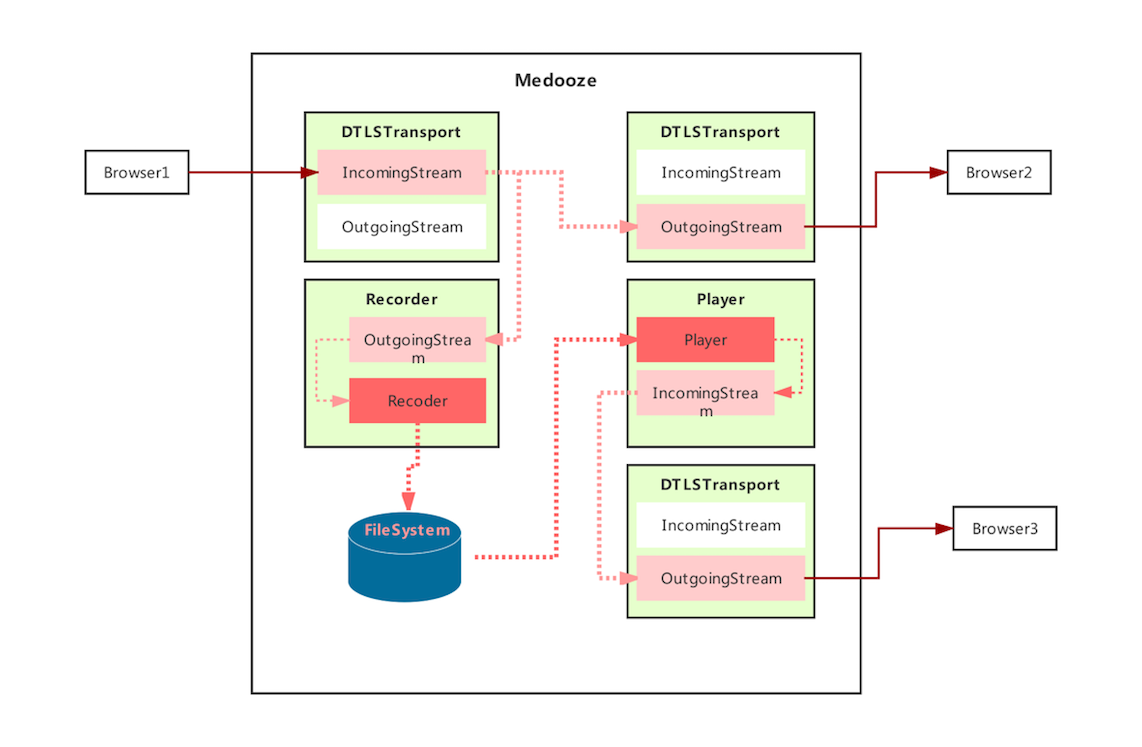 Medooze
DTLSTransport
IncomingStream
OutgoingStream
DTLSTransport
IncomingStream
OutgoingStream
Browser1
Browser2
Recorder
OutgoingStrea
m
Recoder
Player
Player
IncomingStrea
m
FileSystem
DTLSTransport
IncomingStream
OutgoingStream
Browser3